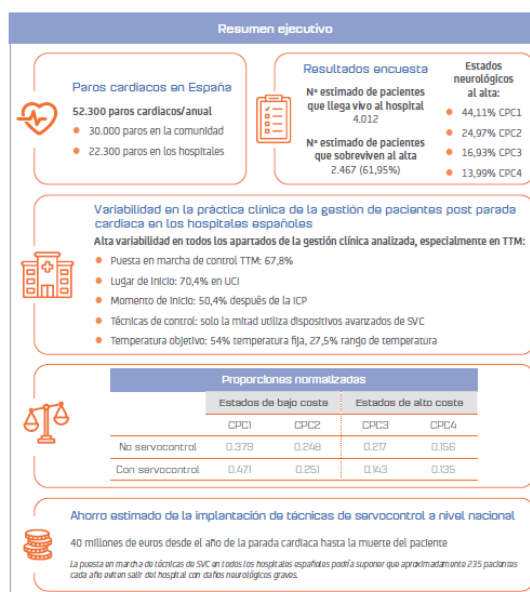 Resumen ejecutivo
Paros cardiacos en España
52.300 paros cardiacos/anual
30.000 paros en la comunidad
22.300 paros en los hospitales
Resultados encuesta
Nº estimado de pacientes
que llega vivo al hospital
4.012
Nº estimado de pacientes
que sobreviven al alta
2.467 (61,95%)
Estados
neurológicos
al alta:
44,11% CPC1
24,97% CPC2
16,93% CPC3
13,99% CPC4
Variabilidad en la práctica clínica de la gestión de pacientes post parada
cardiaca en los hospitales españoles
Alta variabilidad en todos los apartados de la gestión clínica analizada, especialmente en TTM:
Puesta en marcha de control TTM: 67,8%
Lugar de inicio: 70,4% en UCI
Momento de inicio: 50,4% después de la ICP
Técnicas de control: solo la mitad utiliza dispositivos avanzados de SVC
Temperatura objetivo: 54% temperatura fija, 27,5% rango de temperatura
Proporciones normatizadas
Estados de bajo coste Estados de alto coste
CPC1 CPC2 CPC3 CPC4
No servocontrol 0.379 0.248 0.217 0.156
Con servocontrol 0.471 0.251 0.143 0.135
Ahorro estimado de la implantación de técnicas de servocontrol a nivel nacional
40 millones de euros desde el año de la parada cardiaca hasta la muerte del paciente
La puesta en marcha de técnicas de SVC en todos los hospitales españoles podría suponer que aproximadamente 235 pacientes
cada año eviten salir del hospital con daños neurológicos graves.